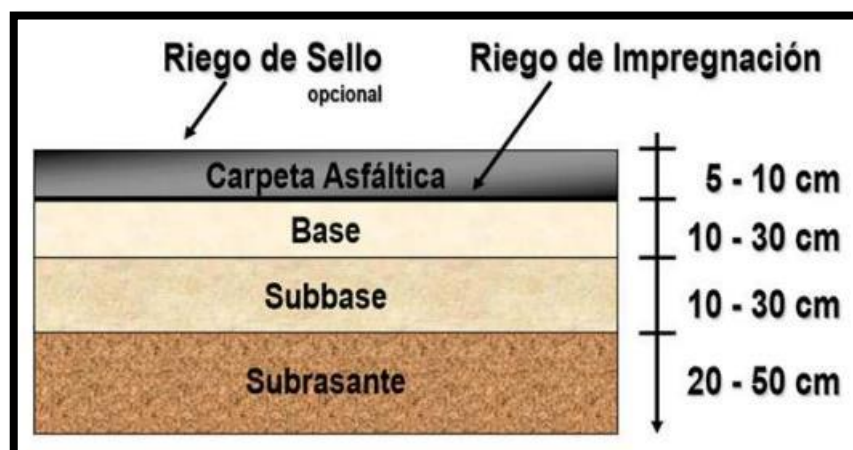 Riego de Sello
opcional
Riego de Impregnación
Carpeta Asfáltica
5 - 10 cm
Base
10 - 30 cm
Subbase
10 - 30 cm
Subrasante
20 - 50 cm